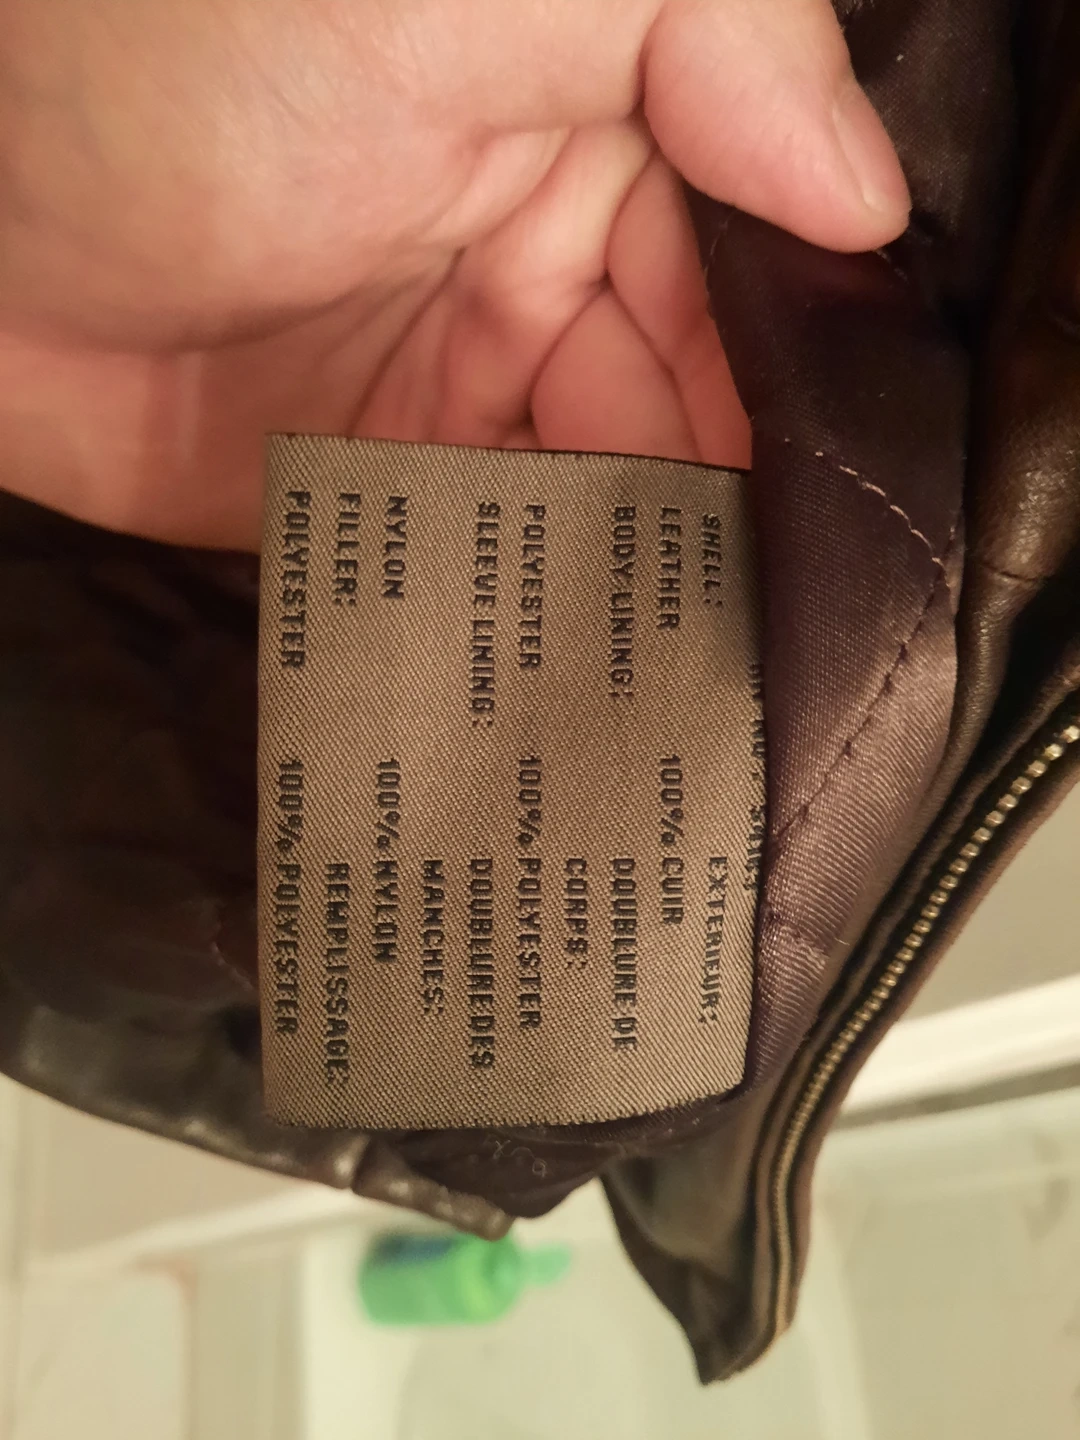 SHELL: EXTERIEUR:
LEATHER 100% CUIR
BODY LINING: DOUBLURE DE
CORPS:
POLYESTER 100% POLYESTER
SLEEVE LINING: DOUBLURE DES
MANCHES:
NYLON 100% NYLON
FILLER: REMPLISSAGE:
POLYESTER 100% POLYESTER